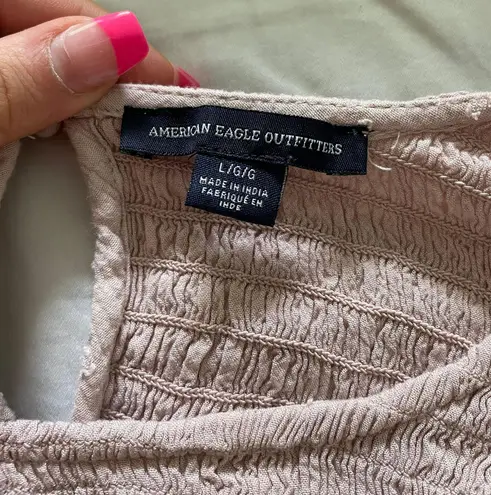 AMERICAN EAGLE OUTFITTERS
L/G/G
MADE IN INDIA
FABRIQUÉ EN
INDE